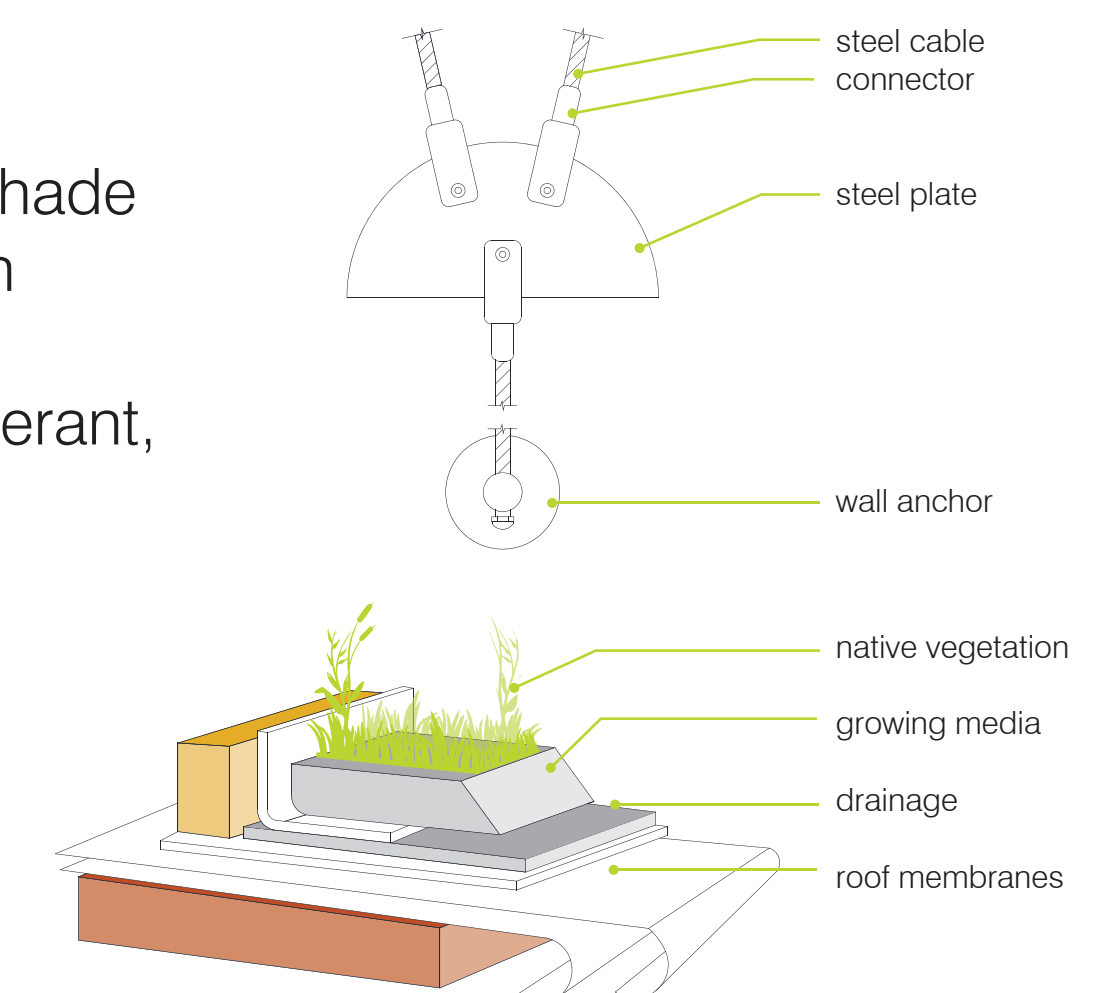 hade
n
erant,
steel cable
connector
steel plate
wall anchor
native vegetation
growing media
drainage
roof membranes